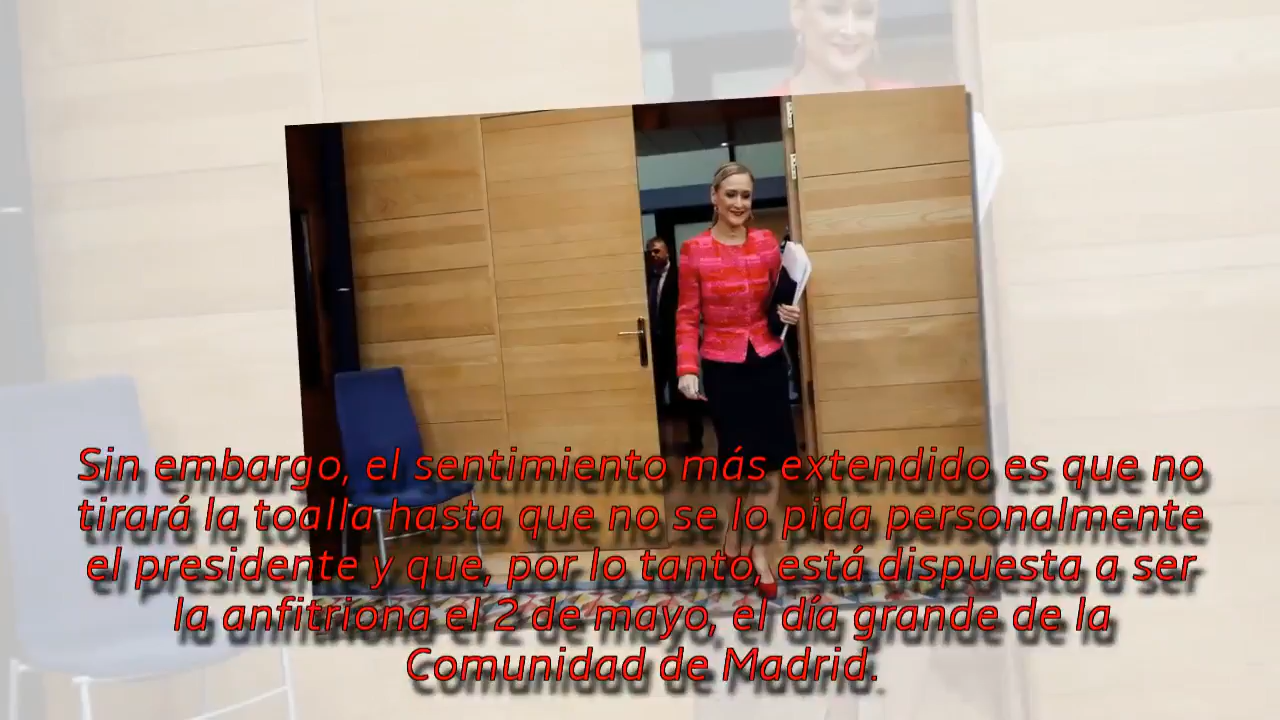 Sin embargo, el sentimiento más extendido es que no
tirará la toalla hasta que no se lo pida personalmente
el presidente y que, por lo tanto, está dispuesta a ser
la anfitriona el 2 de mayo, el día grande de la
Comunidad de Madrid.